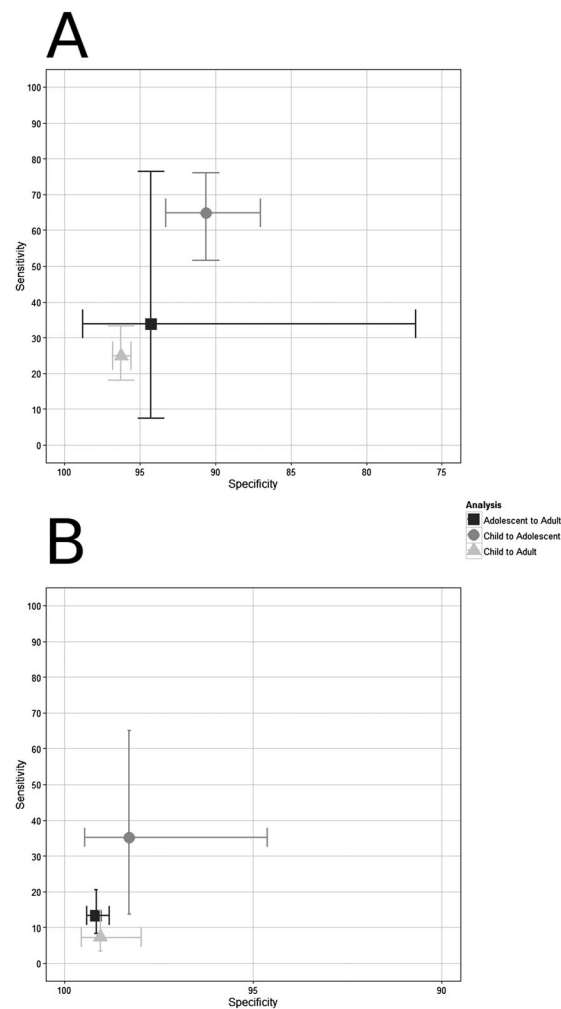 A
100
90
80
70
60
50
40
30
20
10
0
Sensitivity
100 95 90 85 80 75
Specificity
Analysis
Adolescent to Adult
Child to Adolescent
Child to Adult
B
100
90
80
70
60
50
40
30
20
10
0
Sensitivity
100 95 90
Specificity